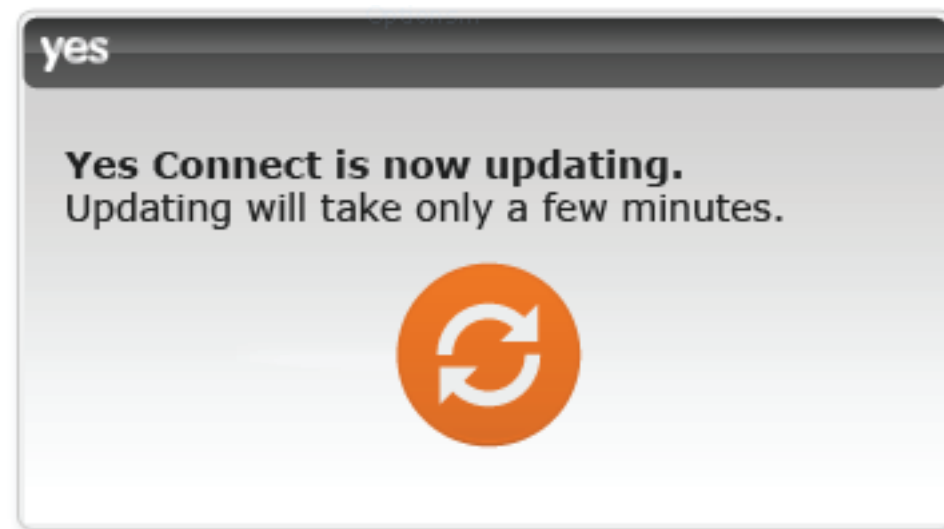 yes
Yes Connect is now updating.
Updating will take only a few minutes.